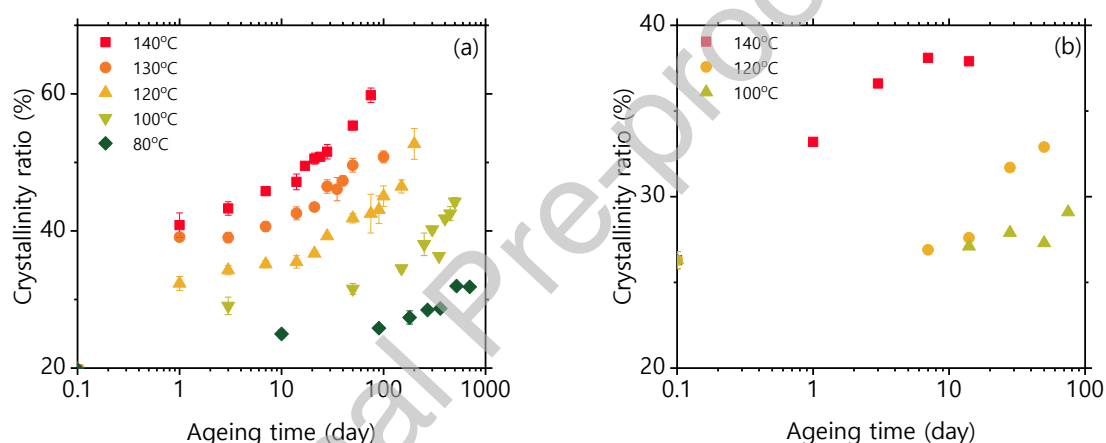 (a)
140°C
130°C
120°C
100°C
80°C
60
40
20
0.1
1
10
100
1000
Crystallinity ratio (%)
Ageing time (day)
(b)
140°C
120°C
100°C
40
30
20
0.1
1
10
100
Crystallinity ratio (%)
Ageing time (day)